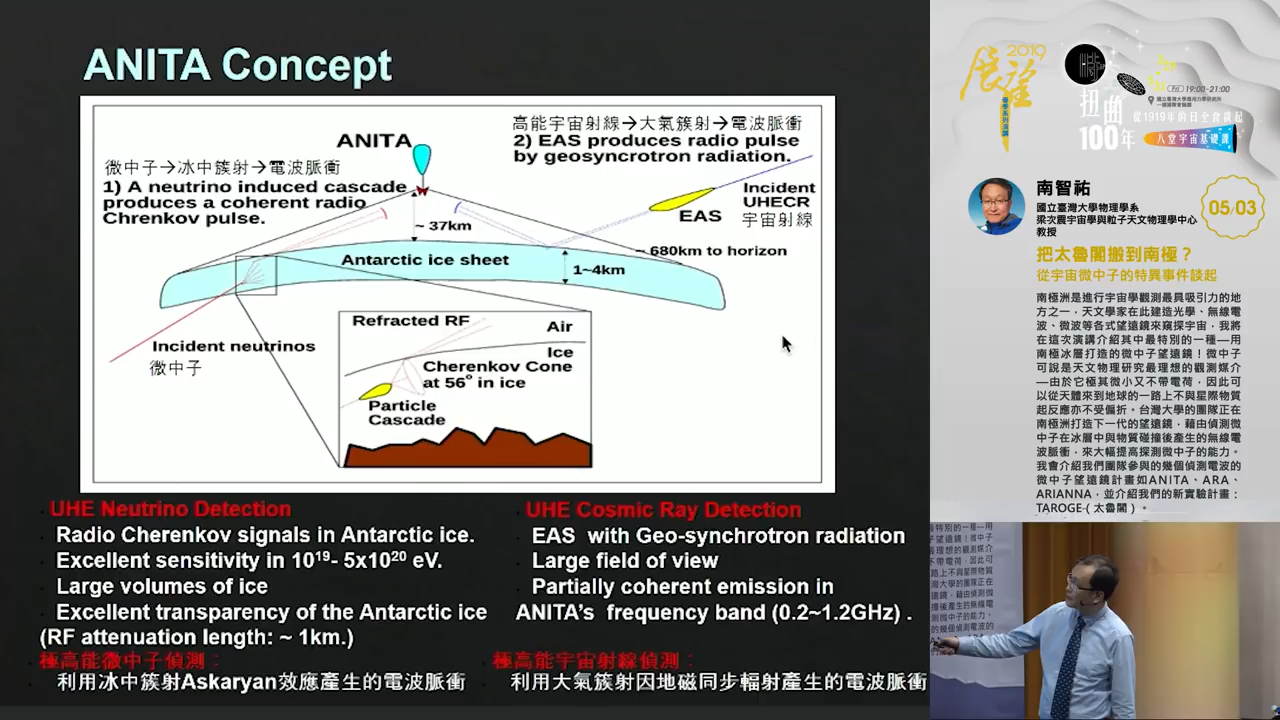 ANITA Concept
ANITA
微中子→冰中簇射→電波脈衝
1) A neutrino induced cascade
produces a coherent radio
Chrenkov pulse.
高能宇宙射線→大氣簇射→電波脈衝
2) EAS produces radio pulse
by geosyncrotron radiation.
Incident
UHECR
宇宙射線
EAS
~ 37km
~ 680km to horizon
Antarctic ice sheet
1~4km
Incident neutrinos
微中子
Refracted RF
Air
Ice
Cherenkov Cone
at 56° in ice
Particle
Cascade
UHE Neutrino Detection
Radio Cherenkov signals in Antarctic ice.
Excellent sensitivity in 10¹⁹- 5x10²⁰ eV.
Large volumes of ice
Excellent transparency of the Antarctic ice
(RF attenuation length: ~ 1km.)
極高能微中子偵測：
利用冰中簇射Askaryan效應產生的電波脈衝
UHE Cosmic Ray Detection
EAS with Geo-synchrotron radiation
Large field of view
Partially coherent emission in
ANITA's frequency band (0.2~1.2GHz) .
極高能宇宙射線偵測：
利用大氣簇射因地磁同步輻射產生的電波脈衝
2019
展望
春季系列演講
扭曲
100年
19:00-21:00
從1919年的日全食談起
八堂宇宙基礎課
南智祐
國立臺灣大學物理學系
梁次震宇宙學與粒子天文物理學中心
教授
05/03
把太魯閣搬到南極？
從宇宙微中子的特異事件談起
南極洲是進行宇宙學觀測最具吸引力的地
方之一，天文學家在此建造光學、無線電
波、微波等各式望遠鏡來窺探宇宙，我將
在這次演講介紹其中最特別的一種—用
南極冰層打造的微中子望遠鏡！微中子
可說是天文物理研究最理想的觀測媒介
—由於它極其微小又不帶電荷，因此可
以從天體來到地球的一路上不與星際物質
起反應亦不受偏折。台灣大學的團隊正在
南極洲打造下一代的望遠鏡，藉由偵測微
中子在冰層中與物質碰撞後產生的無線電
波脈衝，來大幅提高探測微中子的能力。
我會介紹我們團隊參與的幾個偵測電波的
微中子望遠鏡計畫如ANITA、ARA、
ARIANNA，並介紹我們的新實驗計畫：
TAROGE（太魯閣）。